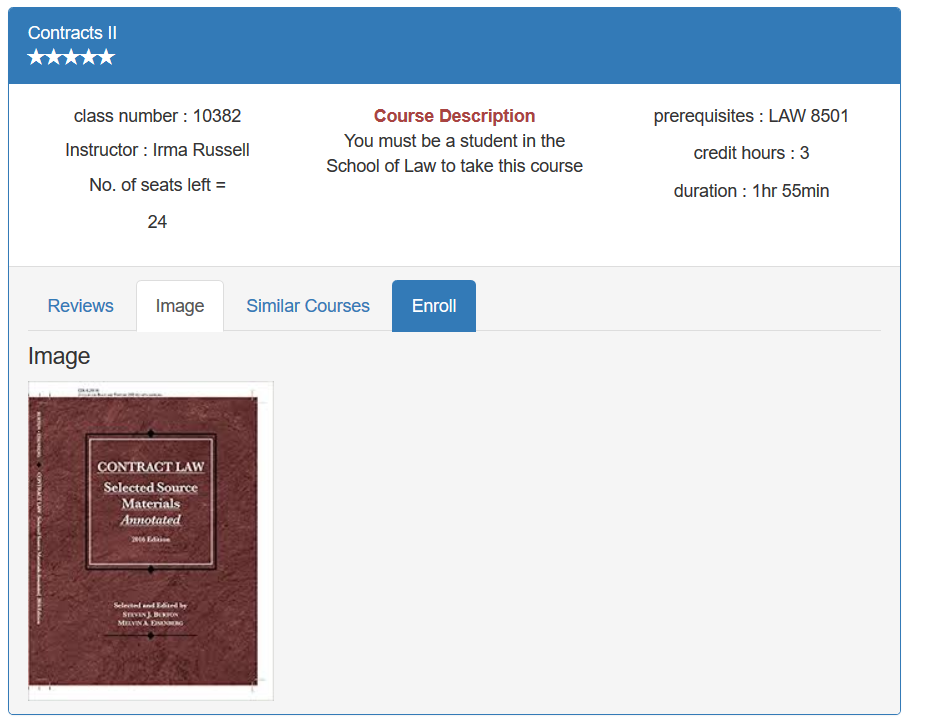 Contracts II
class number : 10382
Instructor : Irma Russell
No. of seats left =
24
Course Description
You must be a student in the
School of Law to take this course
prerequisites : LAW 8501
credit hours : 3
duration : 1hr 55min
Reviews
Image
Similar Courses
Enroll
Image
CONTRACT LAW
Selected Source
Materials
Annotated
2016 Edition
Selected and Edited by
STEVEN J. BURTON
MELVIN A. EISENBERG